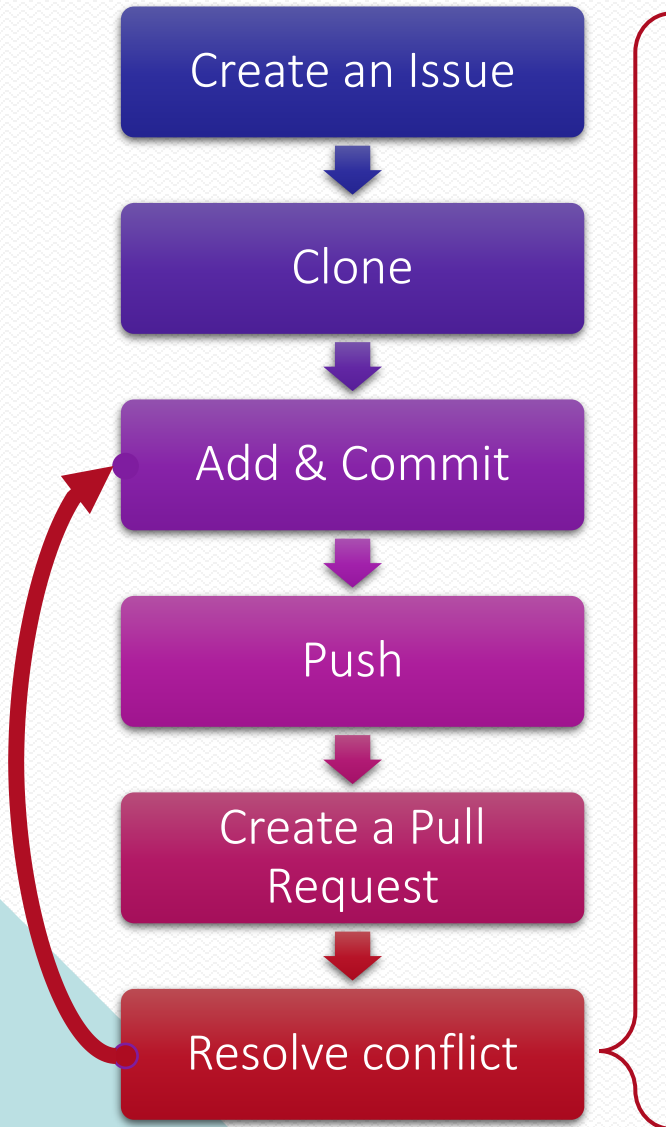 Create an Issue
Clone
Add & Commit
Push
Create a Pull
Request
Resolve conflict